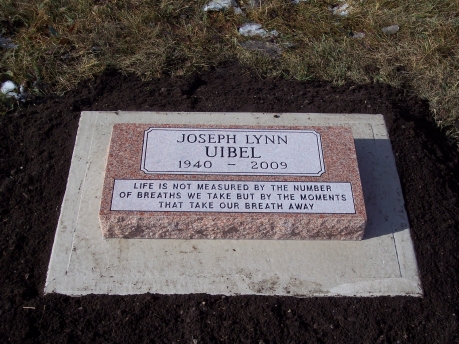 JOSEPH LYNN
UIBEL
1940 – 2009
LIFE IS NOT MEASURED BY THE NUMBER
OF BREATHS WE TAKE BUT BY THE MOMENTS
THAT TAKE OUR BREATH AWAY